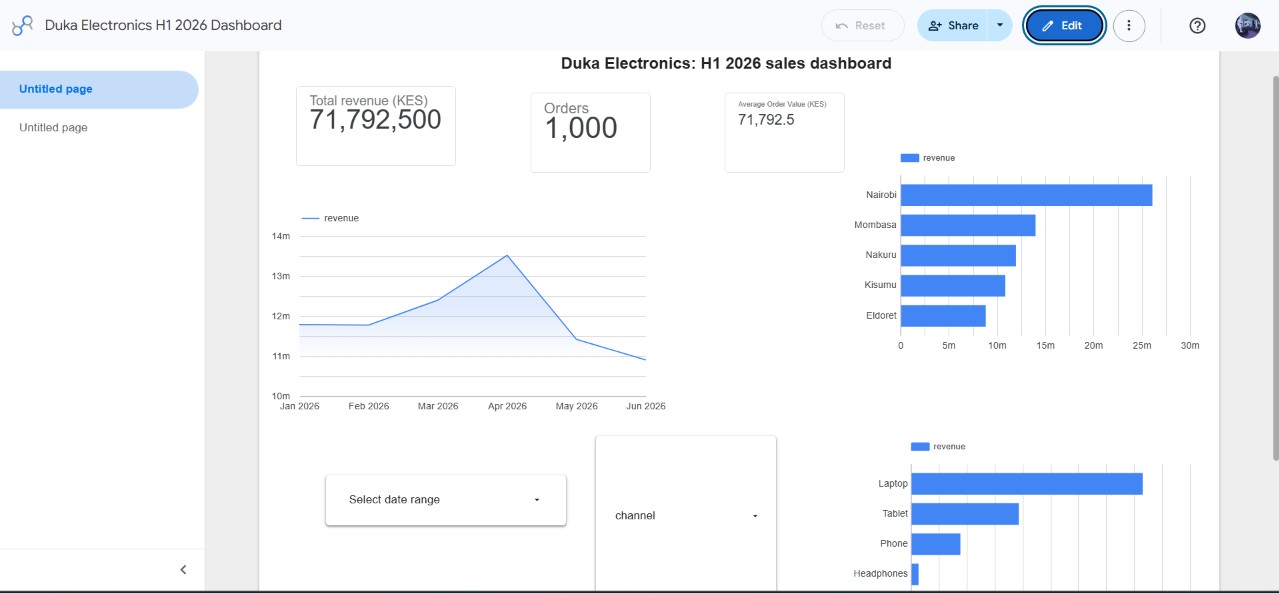 Duka Electronics H1 2026 Dashboard
Reset
Share
Edit
Untitled page
Untitled page
Duka Electronics: H1 2026 sales dashboard
Total revenue (KES)
71,792,500
Orders
1,000
Average Order Value (KES)
71,792.5
revenue
14m
13m
12m
11m
10m
Jan 2026 Feb 2026 Mar 2026 Apr 2026 May 2026 Jun 2026
revenue
Nairobi
Mombasa
Nakuru
Kisumu
Eldoret
0 5m 10m 15m 20m 25m 30m
Select date range
channel
revenue
Laptop
Tablet
Phone
Headphones